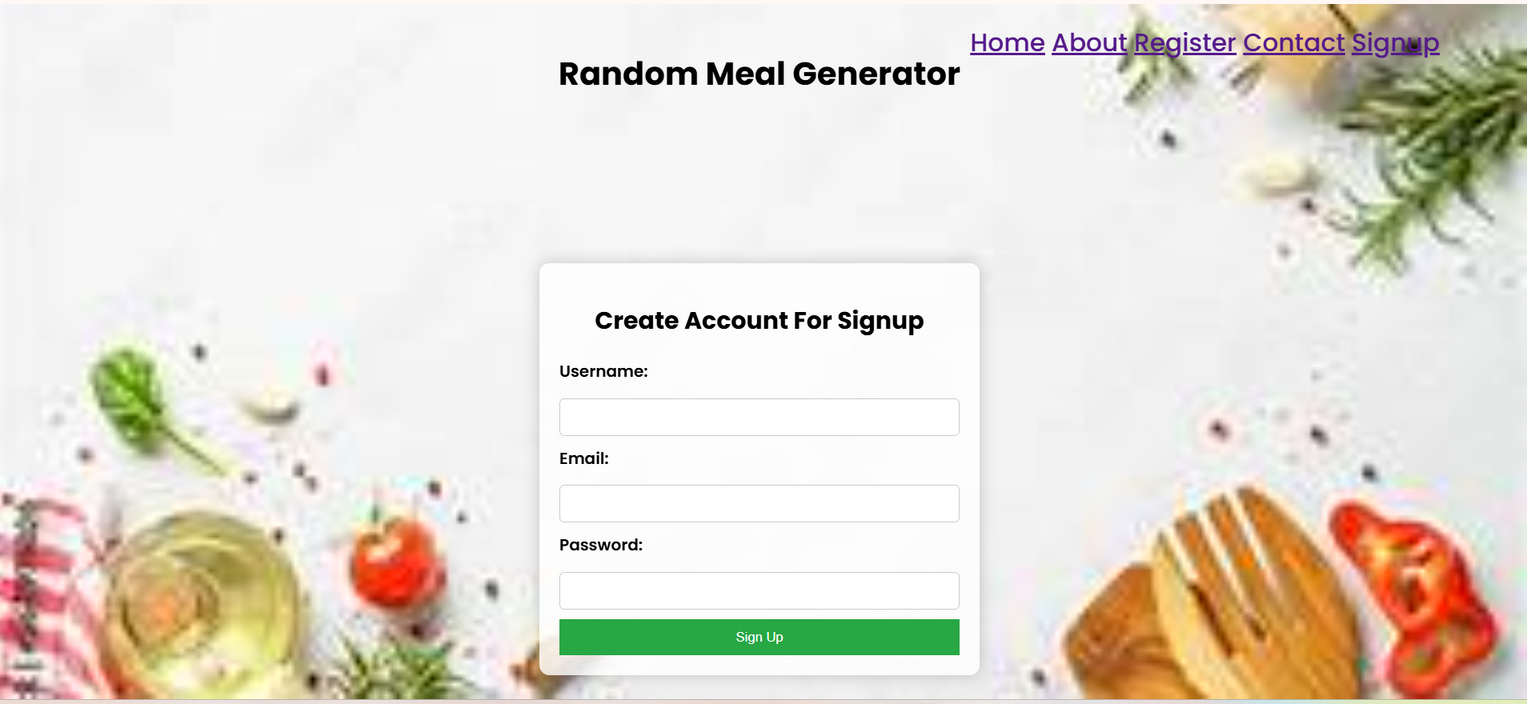 Home About Register Contact Signup
Random Meal Generator
Create Account For Signup
Username:
Email:
Password:
Sign Up